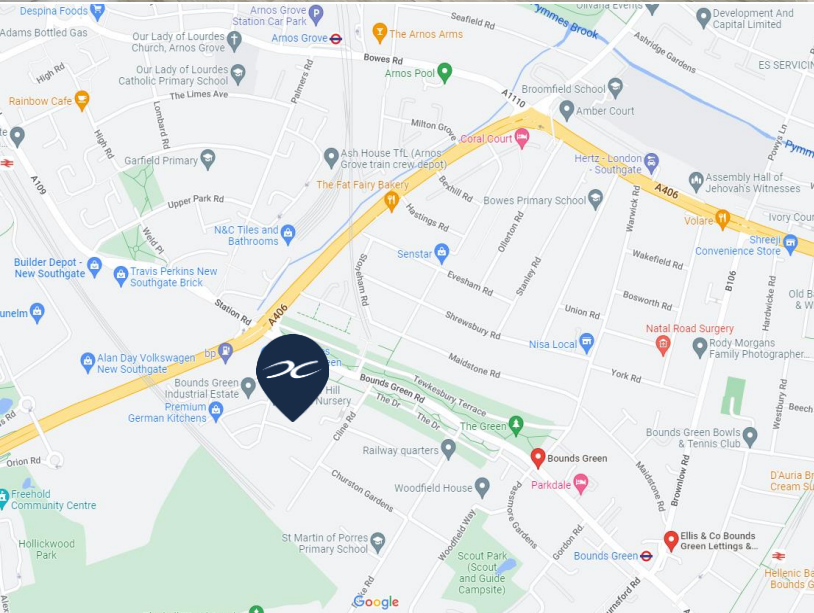 Despina Foods
Arnos Grove
Station Car Park
Seafield Rd
Olivaria Events
Development And
Capital Limited
Adams Bottled Gas
Our Lady of Lourdes
Church, Arnos Grove
Arnos Grove
The Arnos Arms
Pymmes Brook
Ashridge Gardens
High Rd
Our Lady of Lourdes
Catholic Primary School
Palmers Rd
Bowes Rd
Arnos Pool
ES SERVICIN
Rainbow Cafe
The Limes Ave
A1110
Broomfield School
Amber Court
Lombard Rd
High Rd
Milton Grove
Coral Court
Powys Ln
Pymm
Garfield Primary
Ash House TfL (Arnos
Grove train crew depot)
Hertz - London
- Southgate
A109
The Fat Fairy Bakery
Bexhill Rd
A406
Assembly Hall of
Jehovah's Witnesses
Upper Park Rd
Hastings Rd
Bowes Primary School
Warwick Rd
Volare
Ivory Cour
Weld Pl
N&C Tiles and
Bathrooms
Ollerton Rd
Shreeji
Convenience Store
Builder Depot -
New Southgate
Travis Perkins New
Southgate Brick
Senstar
Stoneham Rd
Evesham Rd
Stanley Rd
Wakefield Rd
B106
Hardwicke Rd
Bosworth Rd
Old B
& W
unelm
Station Rd
A406
Shrewsbury Rd
Union Rd
Natal Road Surgery
Nisa Local
Rody Morgans
Family Photographer...
Alan Day Volkswagen
New Southgate
bp
een
Maidstone Rd
York Rd
Bounds Green
Industrial Estate
Hill
Nursery
Bounds Green Rd
Tewkesbury Terrace
The Dr
The Dr
Westbury Rd
Beech
Premium
German Kitchens
Cline Rd
The Green
Bounds Green Bowls
& Tennis Club
s Rd
Railway quarters
Bounds Green
Maidstone Rd
Brownlow Rd
Orion Rd
Churston Gardens
Woodfield House
Parkdale
D'Auria Br
Cream Su
Freehold
Community Centre
Passmore Gardens
Woodfield Way
Gordon Rd.
Ellis & Co Bounds
Green Lettings &...
Hollickwood
Park
St Martin of Porres
Primary School
Scout Park
(Scout
and Guide
Campsite)
Bounds Green
Hellenic Ba
Bounds G
Alex
ke Rd
Google
urnsford Rd